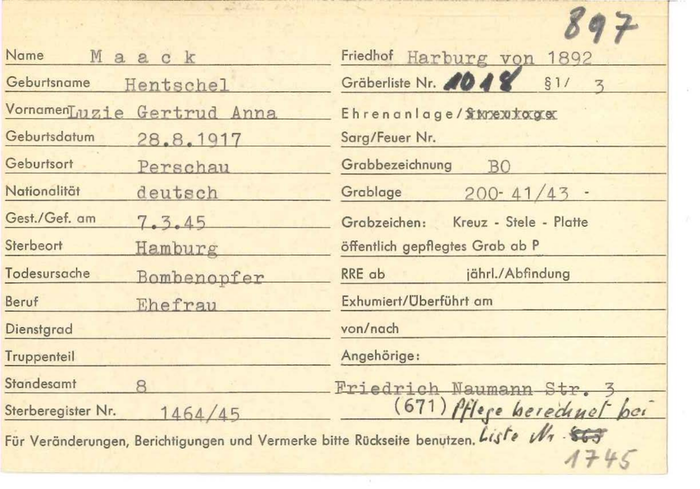 897
Name Maack
Friedhof Harburg von 1892
Geburtsname Hentschel
Gräberliste Nr. 1018 §1/ 3
Vornamen Luzie Gertrud Anna
Ehrenanlage/Streulage
Geburtsdatum 28.8.1917
Sarg/Feuer Nr.
Geburtsort Perschau
Grabbezeichnung BO
Nationalität deutsch
Grablage 200- 41/43 -
Gest./Gef. am 7.3.45
Grabzeichen: Kreuz - Stele - Platte
Sterbeort Hamburg
öffentlich gepflegtes Grab ab P
Todesursache Bombenopfer
RRE ab jährl./Abfindung
Beruf Ehefrau
Exhumiert/Überführt am
Dienstgrad
von/nach
Truppenteil
Angehörige:
Standesamt 8
Friedrich Naumann Str. 3
Sterberegister Nr. 1464/45
(671) Pflege berechnet bei
Für Veränderungen, Berichtigungen und Vermerke bitte Rückseite benutzen. Liste Nr.
1745